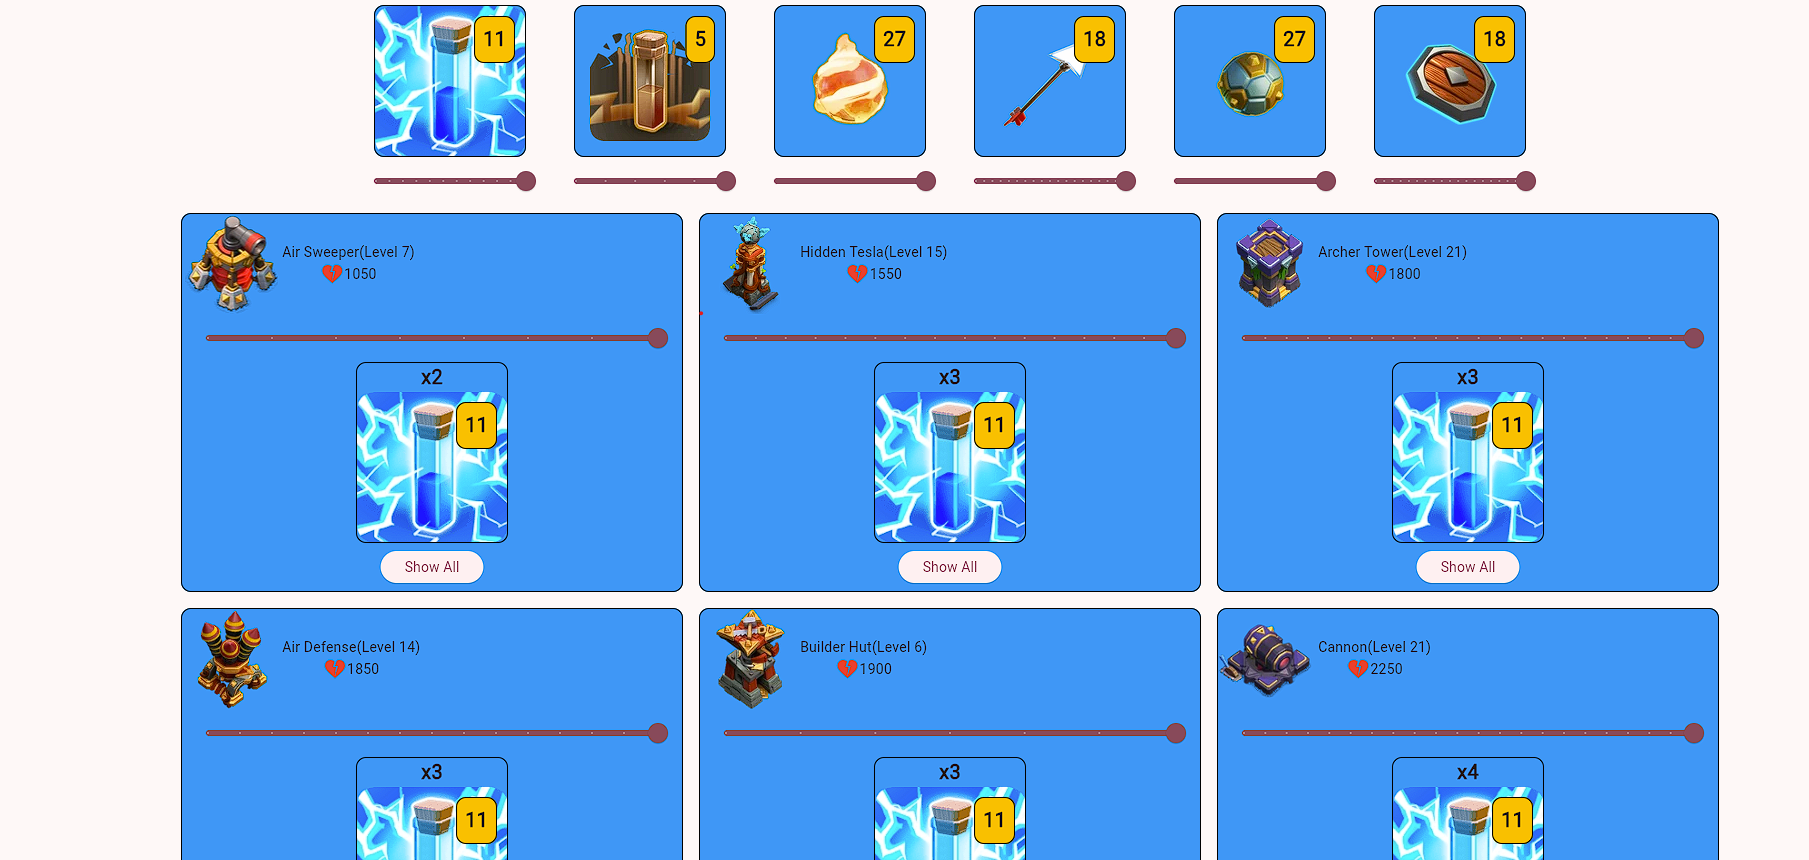 11
5
27
18
27
18
Air Sweeper(Level 7)
1050
Hidden Tesla(Level 15)
1550
Archer Tower(Level 21)
1800
x2
x3
x3
11
11
11
Show All
Show All
Show All
Air Defense(Level 14)
1850
Builder Hut(Level 6)
1900
Cannon(Level 21)
2250
x3
x3
x4
11
11
11